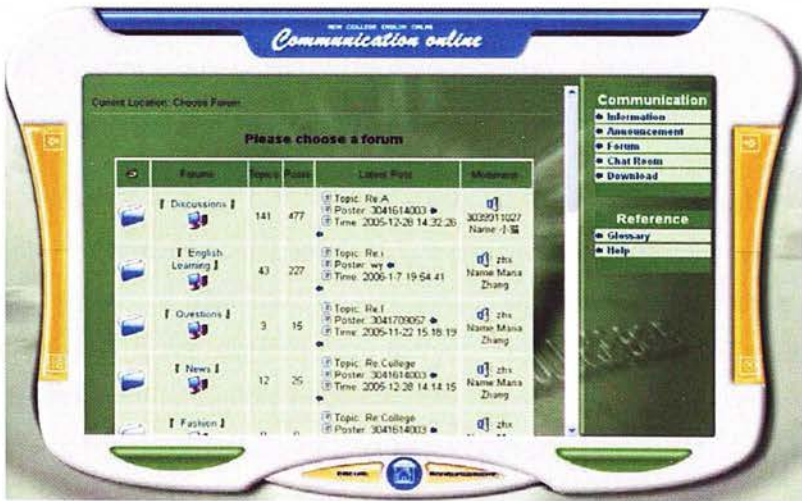 NEW COLLEGE ENGLISH ONLINE
Communication online
Current Location: Choose Forum
Please choose a forum
Forums Topics Posts Latest Post
【 Discussions 】
141
477
Topic: Re:A
Poster: 3041614003
Time: 2005-12-28 14:32:26
3039911027
Name:小猫
【 English
Learning 】
43
227
Topic: Re:i
Poster: wy
Time: 2006-1-7 19:54:41
zhx
Name:Maria
Zhang
【 Questions 】
3
15
Poster: 3041709067
Time: 2005-11-22 15:18:19
zhx
Name:Maria
Zhang
【 News 】
12
25
Topic: Re:College
Poster: 3041614003
Time: 2005-12-28 14:14:15
zhx
Name:Maria
Zhang
【 Fashion 】
Topic: Re:College
Poster: 3041614003
zhx
Communication
Information
Announcement
Forum
Chat Room
Download
Reference
Glossary
Help